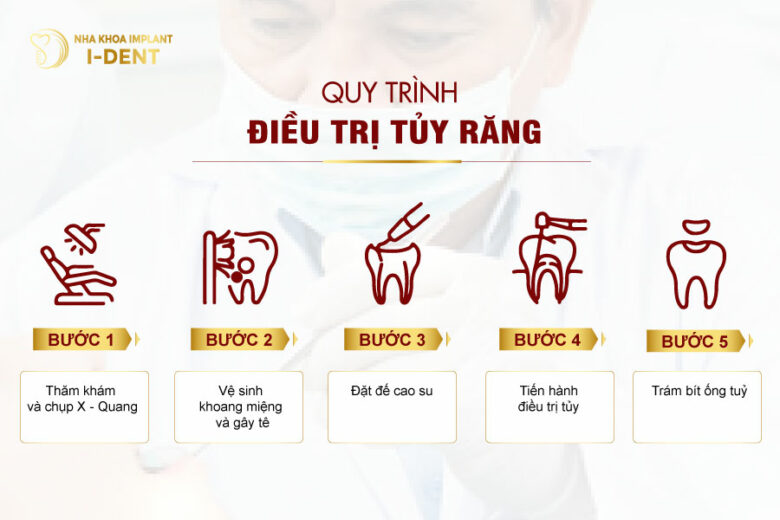 NHA KHOA IMPLANT
I-DENT
QUY TRÌNH
ĐIỀU TRỊ TỦY RĂNG
BƯỚC 1
BƯỚC 2
BƯỚC 3
BƯỚC 4
BƯỚC 5
Thăm khám
và chụp X - Quang
Vệ sinh
khoang miệng
và gây tê
Đặt đế cao su
Tiến hành
điều trị tủy
Trám bít ống tuỷ